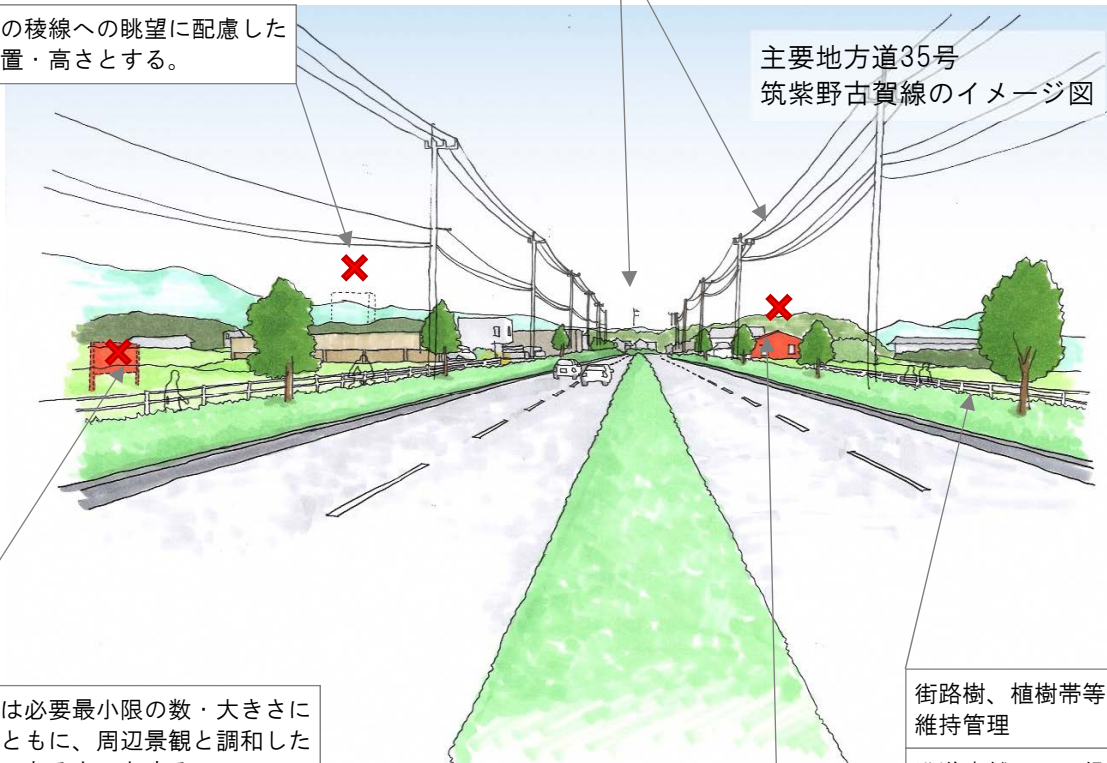 の稜線への眺望に配慮した
置・高さとする。
主要地方道35号
筑紫野古賀線のイメージ図
は必要最小限の数・大きさに
ともに、周辺景観と調和した
街路樹、植樹帯等
維持管理